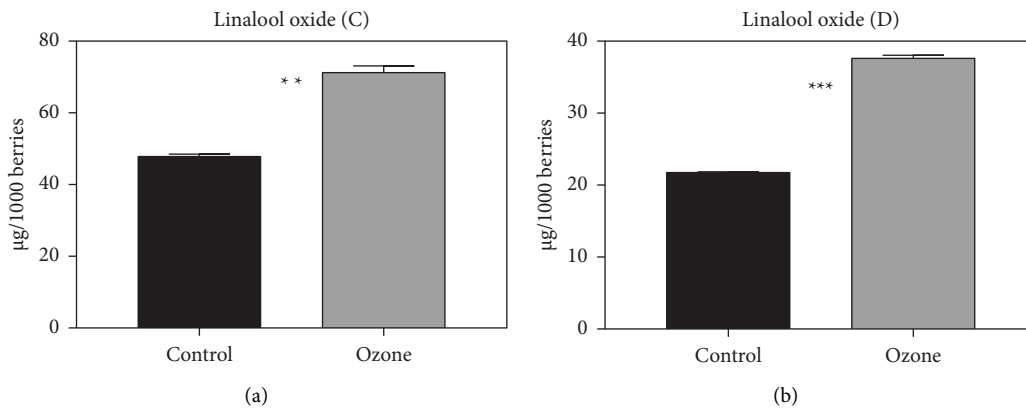 Linalool oxide (C)
80
60
40
20
0
µg/1000 berries
**
Control Ozone
(a)
Linalool oxide (D)
40
30
20
10
0
µg/1000 berries
***
Control Ozone
(b)